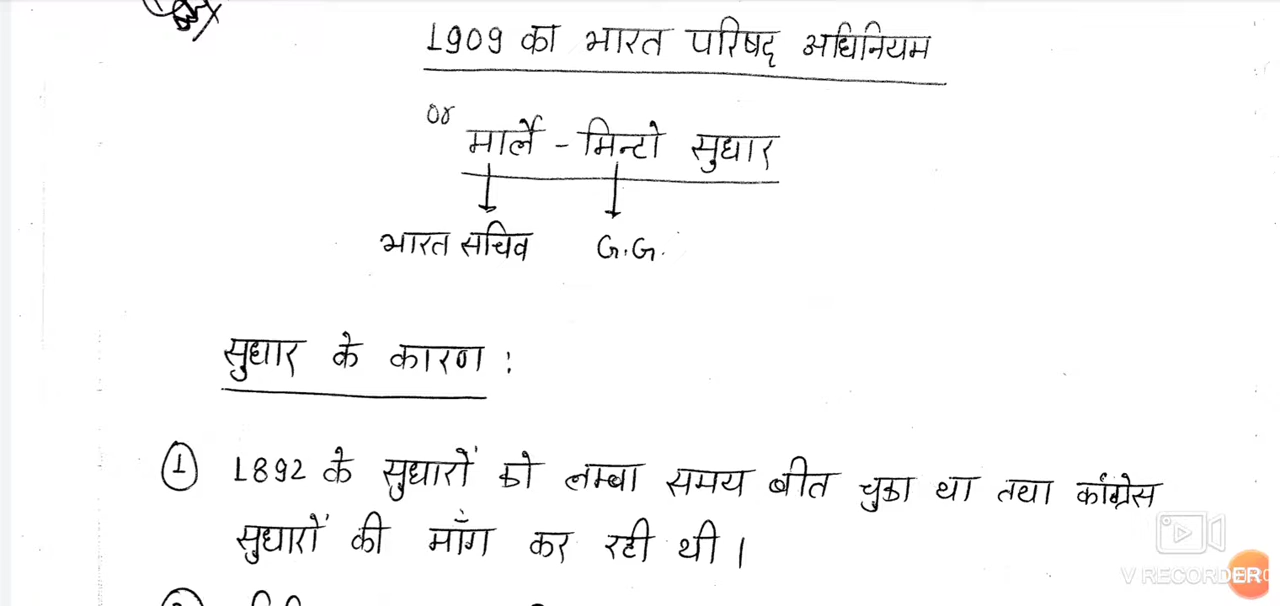 1909 का भारत परिषद् अधिनियम
or मार्ले - मिन्टो सुधार
भारत सचिव G.G.
सुधार के कारण :
① 1892 के सुधारों को लम्बा समय बीत चुका था तथा कांग्रेस
सुधारों की माँग कर रही थी।
V RECORDER